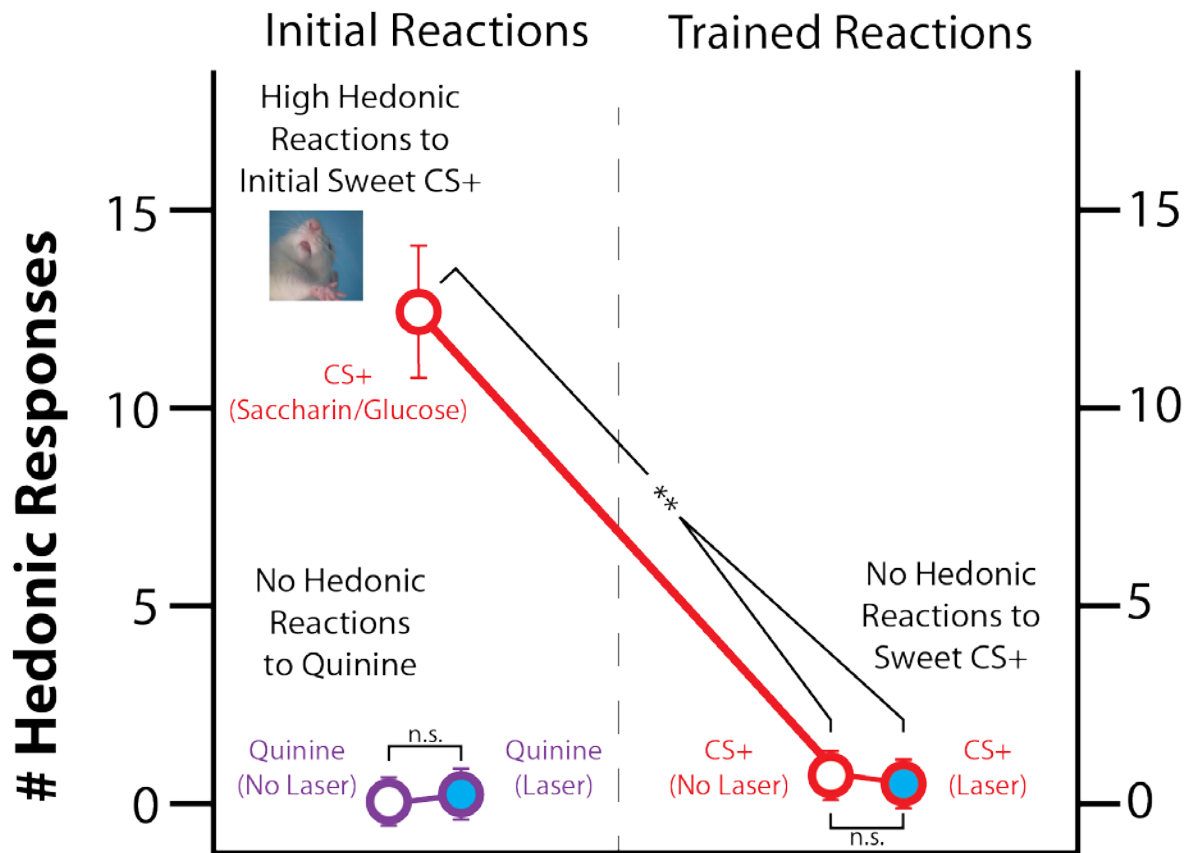 Initial Reactions
Trained Reactions
# Hedonic Responses
High Hedonic
Reactions to
Initial Sweet CS+
15
15
CS+
(Saccharin/Glucose)
10
10
**
No Hedonic
Reactions
to Quinine
No Hedonic
Reactions to
Sweet CS+
5
5
n.s.
Quinine
(No Laser)
Quinine
(Laser)
CS+
(No Laser)
CS+
(Laser)
0
0
n.s.